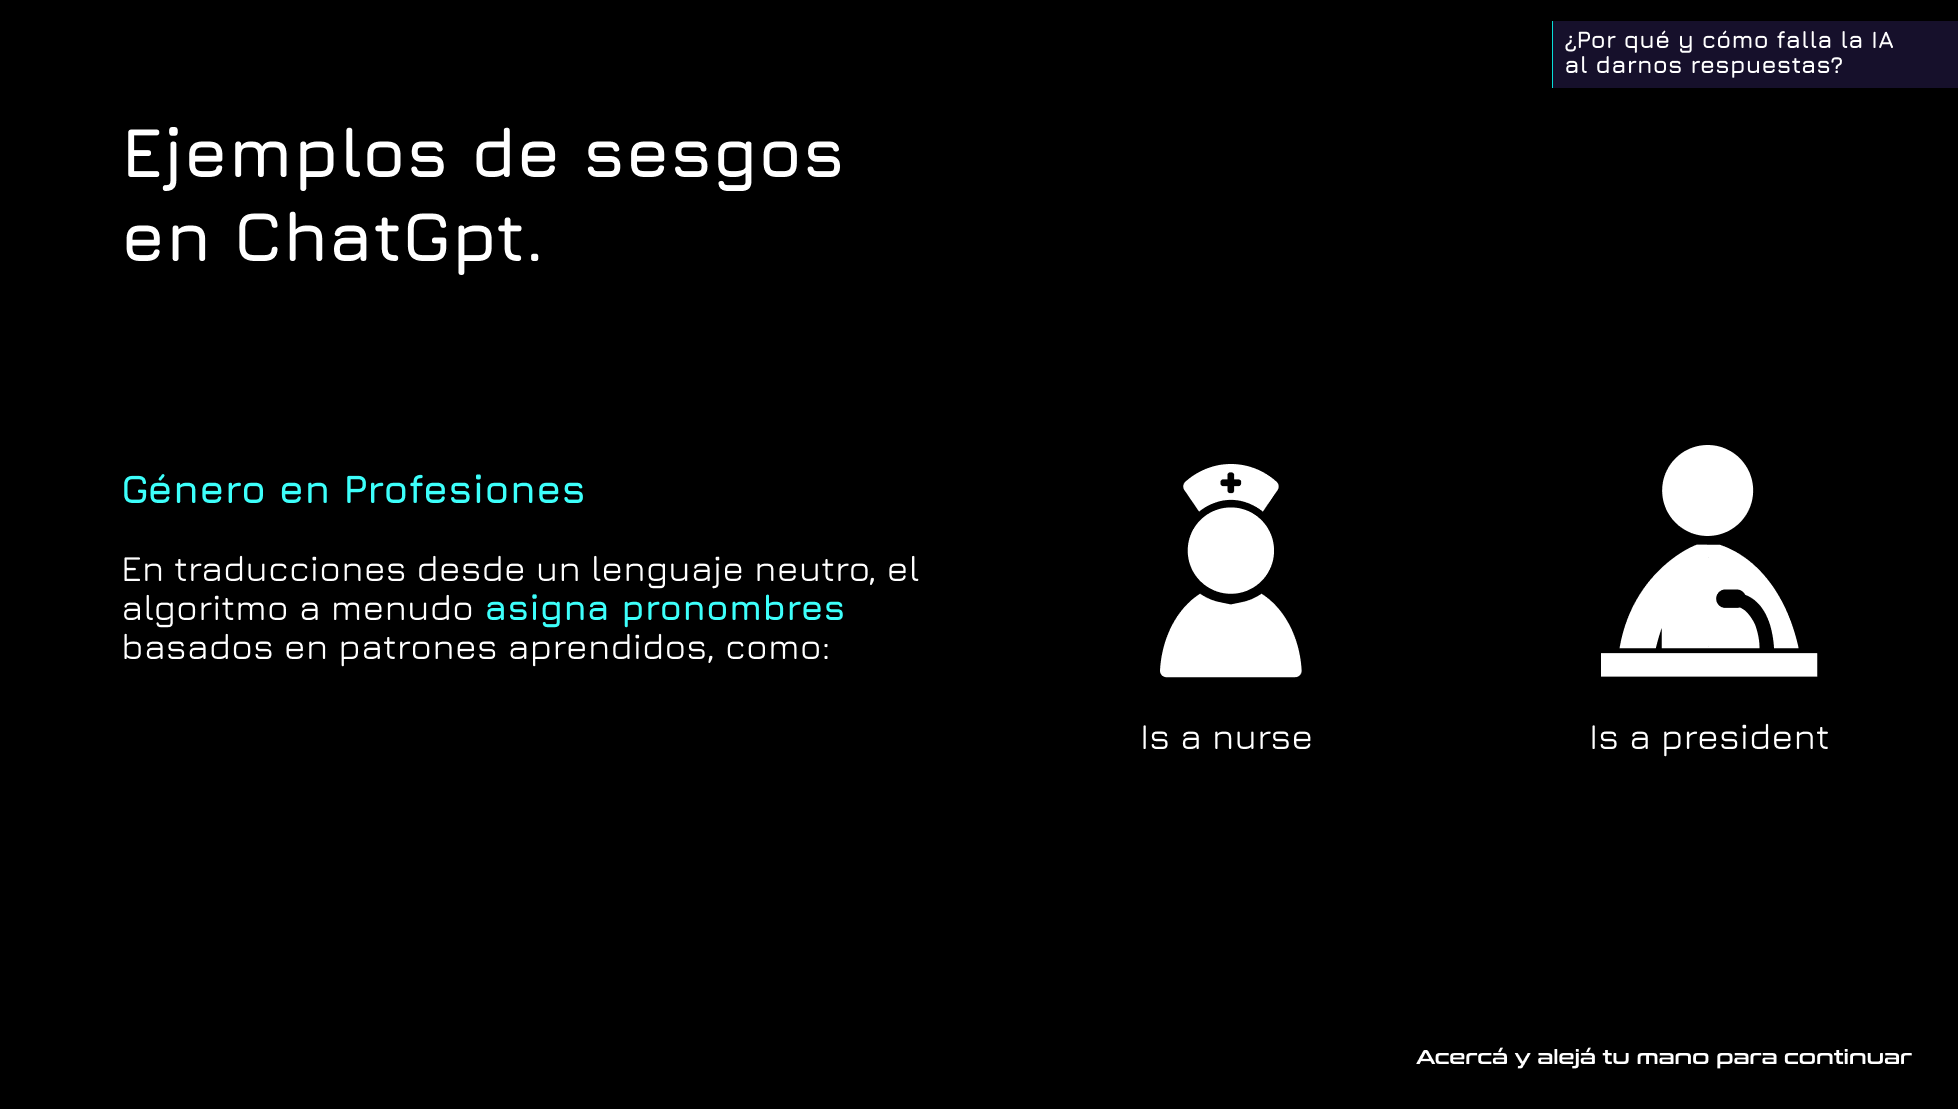 ¿Por qué y cómo falla la IA
al darnos respuestas?
Ejemplos de sesgos
en ChatGpt.
Género en Profesiones
En traducciones desde un lenguaje neutro, el
algoritmo a menudo asigna pronombres
basados en patrones aprendidos, como:
Is a nurse
Is a president
Acercá y alejá tu mano para continuar